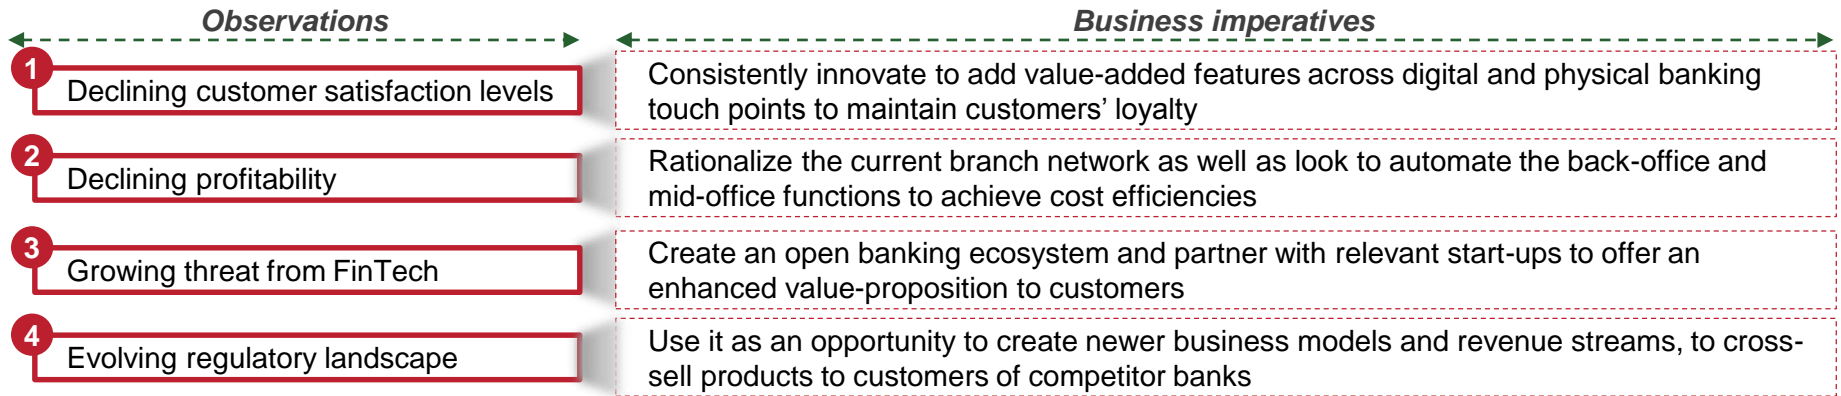 Observations
Business imperatives
1
Declining customer satisfaction levels
Consistently innovate to add value-added features across digital and physical banking
touch points to maintain customers’ loyalty
2
Declining profitability
Rationalize the current branch network as well as look to automate the back-office and
mid-office functions to achieve cost efficiencies
3
Growing threat from FinTech
Create an open banking ecosystem and partner with relevant start-ups to offer an
enhanced value-proposition to customers
4
Evolving regulatory landscape
Use it as an opportunity to create newer business models and revenue streams, to cross-
sell products to customers of competitor banks